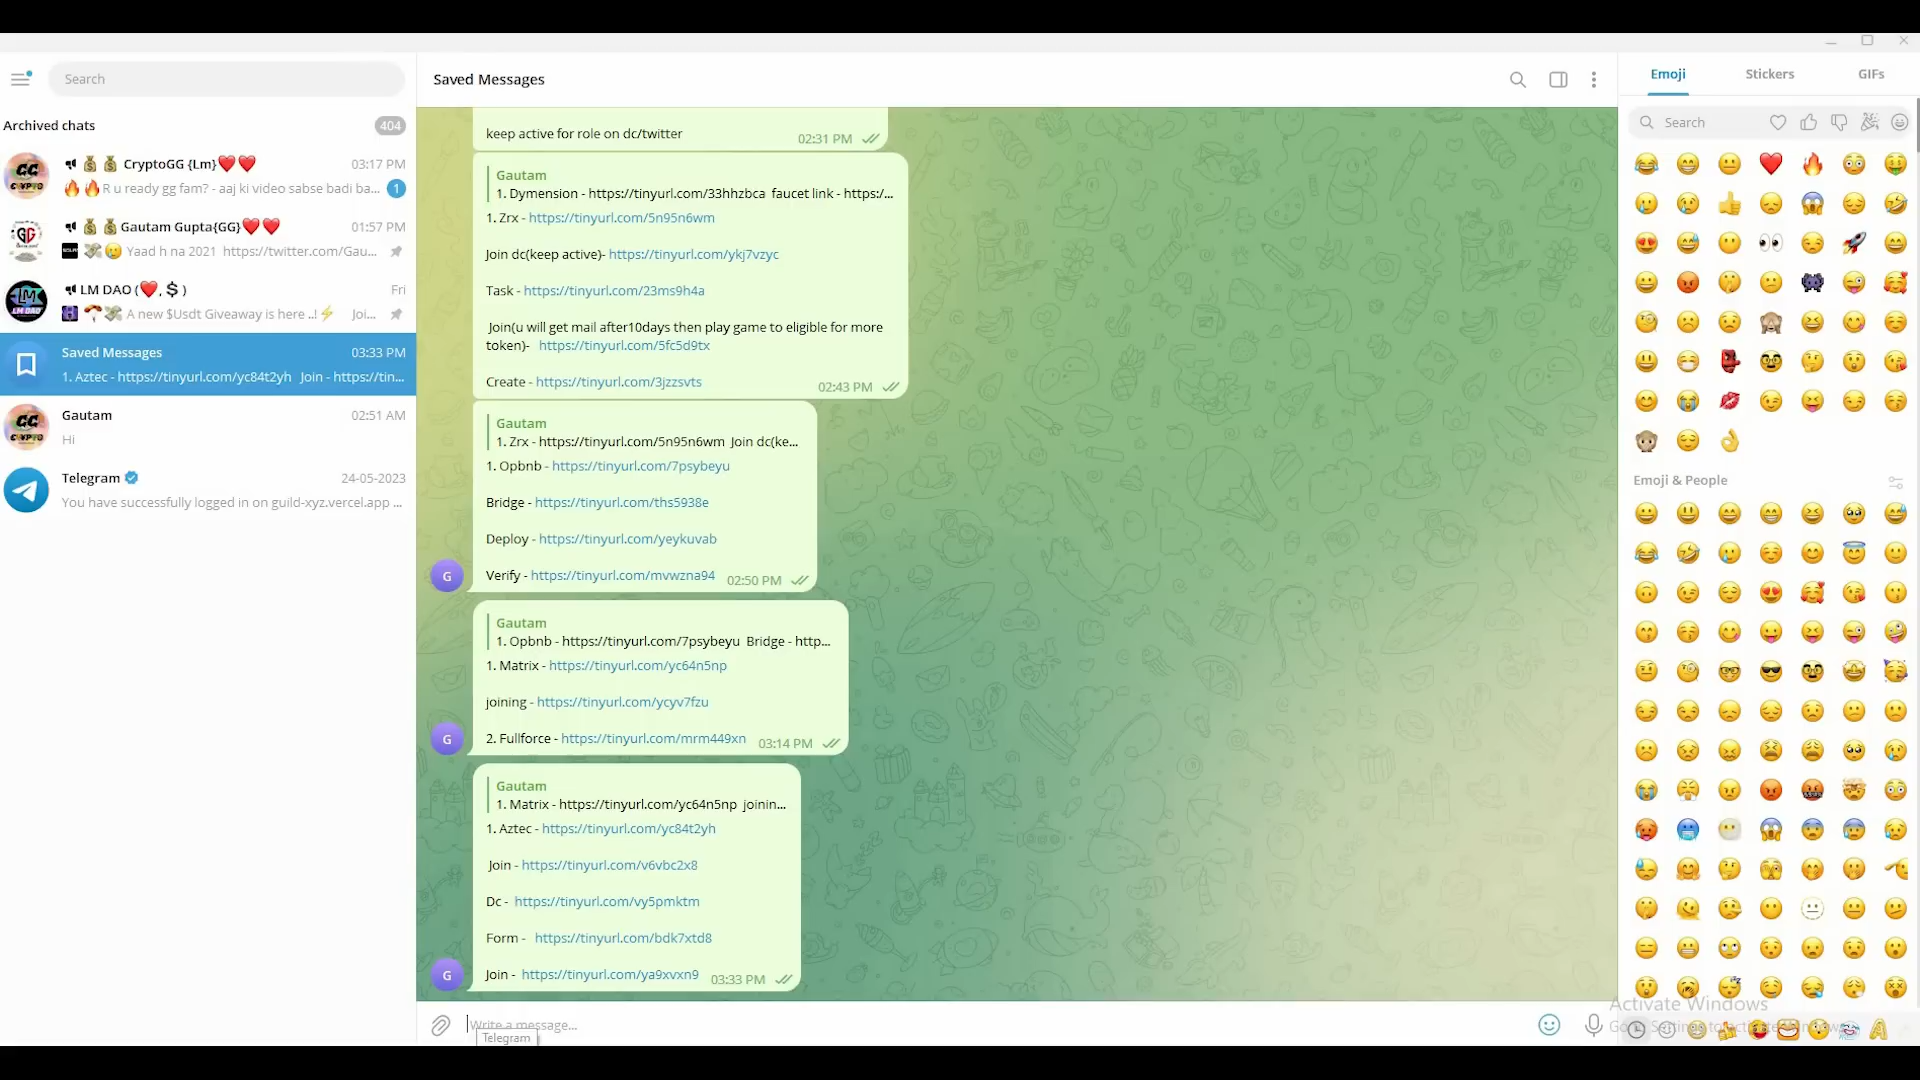 Search
Archived chats
404
CryptoGG {Lm}❤️❤️
03:17 PM
🔥🔥R u ready gg fam? - aaj ki video sabse badi ba...
1
Gautam Gupta{GG}❤️❤️
01:57 PM
Yaad h na 2021 https://twitter.com/Gau...
LM DAO (❤️,$)
Fri
A new $Usdt Giveaway is here ..!⚡ Joi...
Saved Messages
03:33 PM
1. Aztec - https://tinyurl.com/yc84t2yh Join - https://tin...
Gautam
02:51 AM
Hi
Telegram
24-05-2023
You have successfully logged in on guild-xyz.vercel.app ...
Saved Messages
keep active for role on dc/twitter
02:31 PM
Gautam
1. Dymension - https://tinyurl.com/33hhzbca faucet link - https:/...
1. Zrx - https://tinyurl.com/5n95n6wm
Join dc(keep active)- https://tinyurl.com/ykj7vzyc
Task - https://tinyurl.com/23ms9h4a
Join(u will get mail after10days then play game to eligible for more
token)- https://tinyurl.com/5fc5d9tx
Create - https://tinyurl.com/3jzzsvts
02:43 PM
Gautam
1. Zrx - https://tinyurl.com/5n95n6wm Join dc(ke...
1. Opbnb - https://tinyurl.com/7psybeyu
Bridge - https://tinyurl.com/ths5938e
Deploy - https://tinyurl.com/yeykuvab
Verify - https://tinyurl.com/mvwzna94
02:50 PM
G
Gautam
1. Opbnb - https://tinyurl.com/7psybeyu Bridge - http...
1. Matrix - https://tinyurl.com/yc64n5np
joining - https://tinyurl.com/ycyv7fzu
2. Fullforce - https://tinyurl.com/mrm449xn
03:14 PM
G
Gautam
1. Matrix - https://tinyurl.com/yc64n5np joinin...
1. Aztec - https://tinyurl.com/yc84t2yh
Join - https://tinyurl.com/v6vbc2x8
Dc - https://tinyurl.com/vy5pmktm
Form - https://tinyurl.com/bdk7xtd8
Join - https://tinyurl.com/ya9xvxn9
03:33 PM
G
Write a message...
Telegram
Emoji
Stickers
GIFs
Search
Emoji & People
Activate Windows